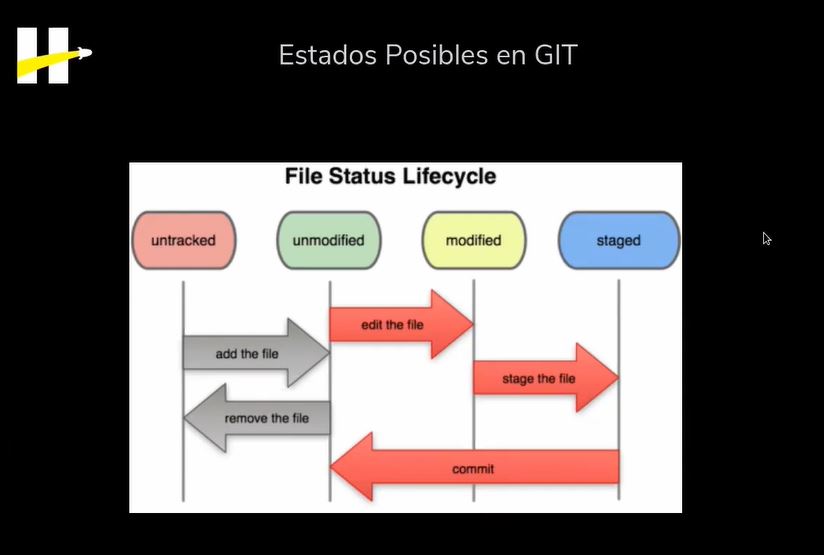 Estados Posibles en GIT
File Status Lifecycle
untracked
unmodified
modified
staged
edit the file
add the file
stage the file
remove the file
commit